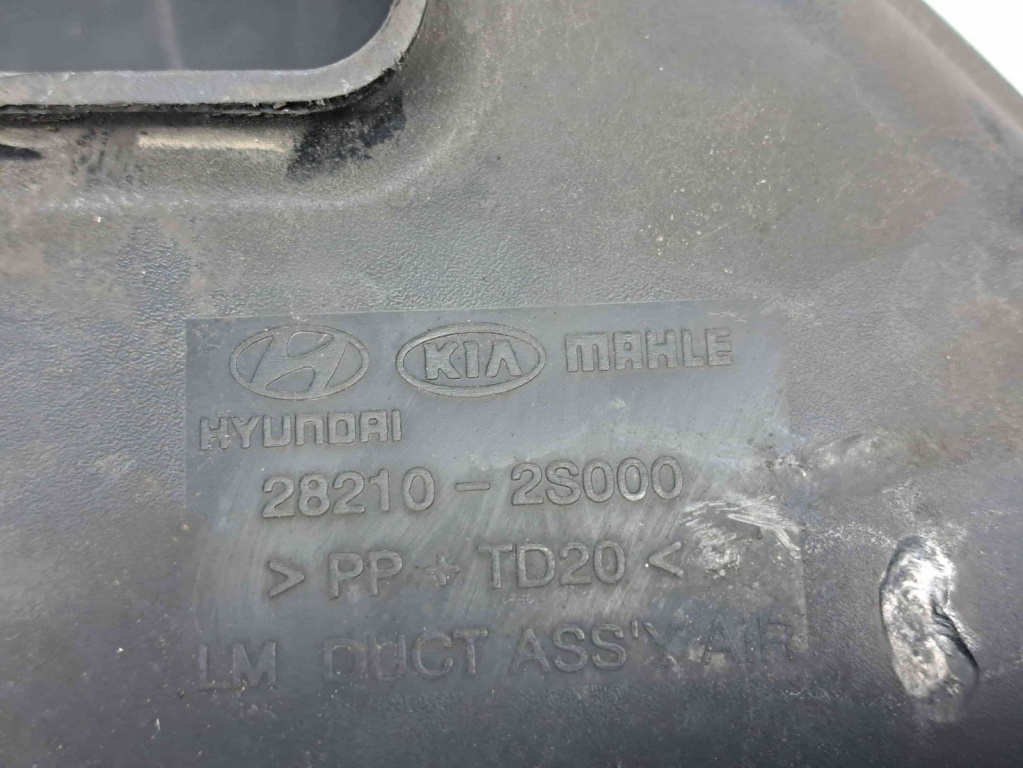 KIA MAHLE
HYUNDAI
28210 - 2S000
> PP + TD20 <
LM DUCT ASS'Y-AIR